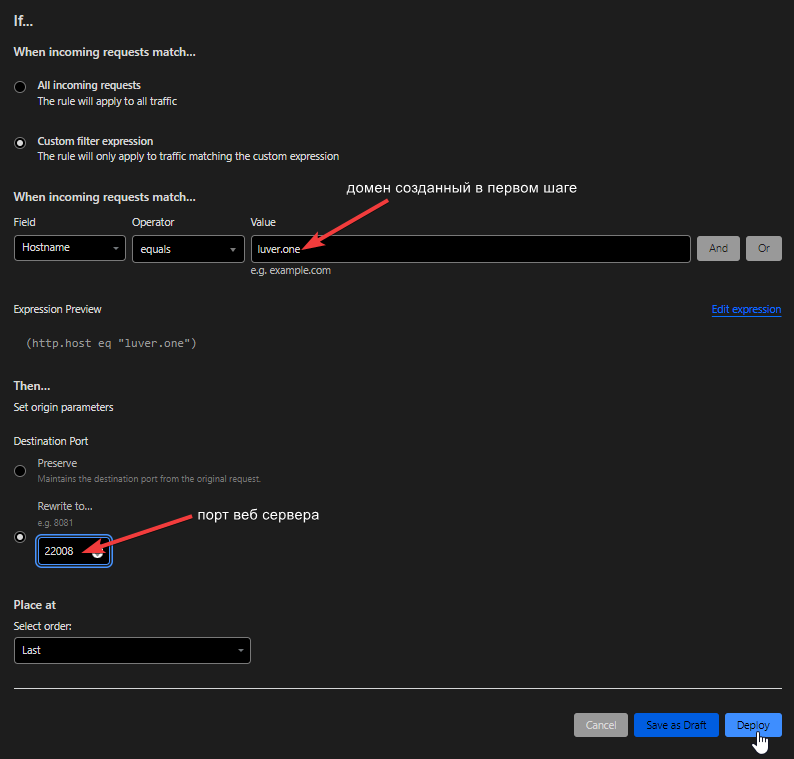 If...
When incoming requests match...
All incoming requests
The rule will apply to all traffic
Custom filter expression
The rule will only apply to traffic matching the custom expression
When incoming requests match...
домен созданный в первом шаге
Field Operator Value
Hostname equals luver.one And Or
e.g. example.com
Expression Preview Edit expression
(http.host eq "luver.one")
Then...
Set origin parameters
Destination Port
Preserve
Maintains the destination port from the original request.
Rewrite to...
e.g. 8081
порт веб сервера
22008
Place at
Select order:
Last
Cancel Save as Draft Deploy